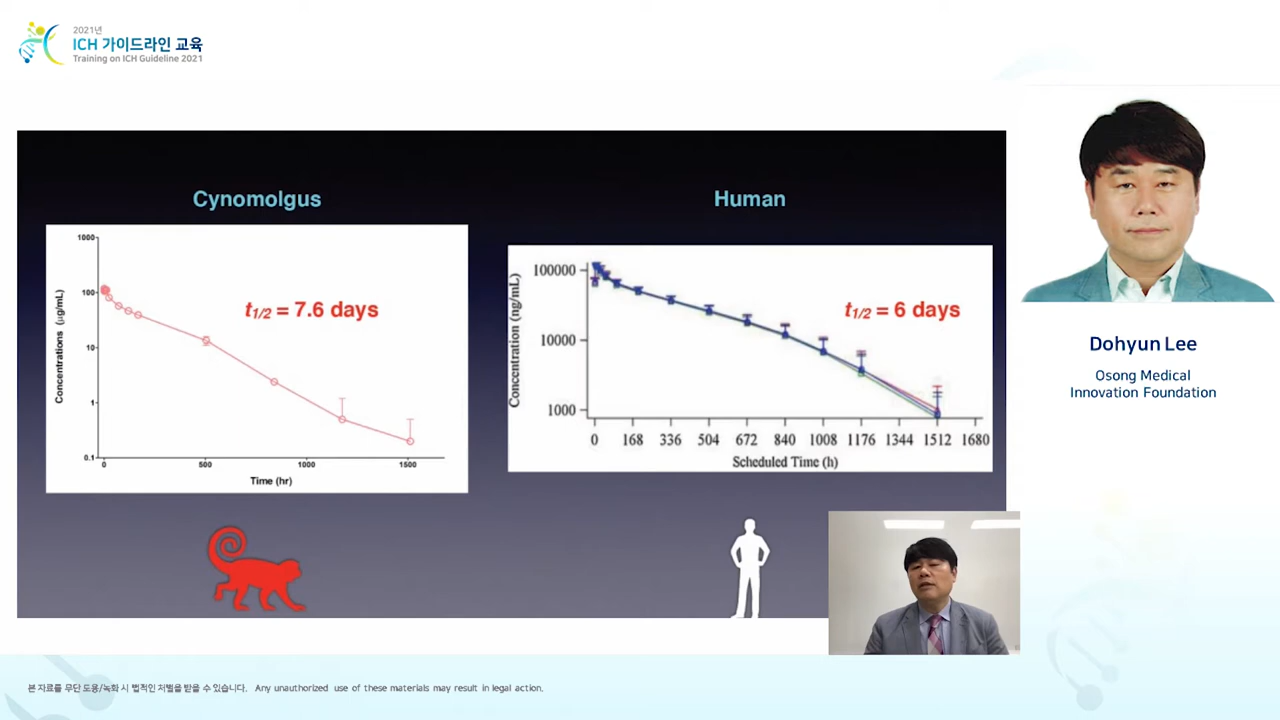 2021년
ICH 가이드라인 교육
Training on ICH Guideline 2021
Cynomolgus
1000
100
10
1
0.1
Concentrations (µg/mL)
t1/2 = 7.6 days
0 500 1000 1500
Time (hr)
Human
100000
10000
1000
Concentration (ng/mL)
t1/2 = 6 days
0 168 336 504 672 840 1008 1176 1344 1512 1680
Scheduled Time (h)
Dohyun Lee
Osong Medical
Innovation Foundation
본 자료를 무단 도용/녹화 시 법적인 처벌을 받을 수 있습니다. Any unauthorized use of these materials may result in legal action.